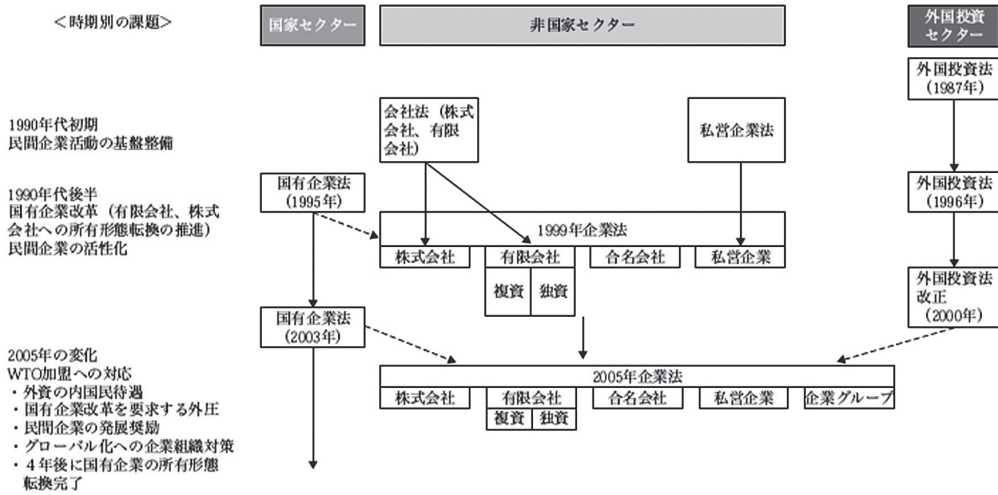 ＜時期別の課題＞
国家セクター
非国家セクター
外国投資
セクター
外国投資法
(1987年)
1990年代初期
民間企業活動の基盤整備
会社法（株式
会社、有限
会社）
私営企業法
1990年代後半
国有企業改革（有限会社、株式
会社への所有形態転換の推進）
民間企業の活性化
国有企業法
(1995年)
外国投資法
(1996年)
1999年企業法
株式会社
有限会社
合名会社
私営企業
複資
独資
外国投資法
改正
(2000年)
国有企業法
(2003年)
2005年の変化
WTO加盟への対応
・外資の内国民待遇
・国有企業改革を要求する外圧
・民間企業の発展奨励
・グローバル化への企業組織対策
・４年後に国有企業の所有形態
転換完了
2005年企業法
株式会社
有限会社
合名会社
私営企業
企業グループ
複資
独資